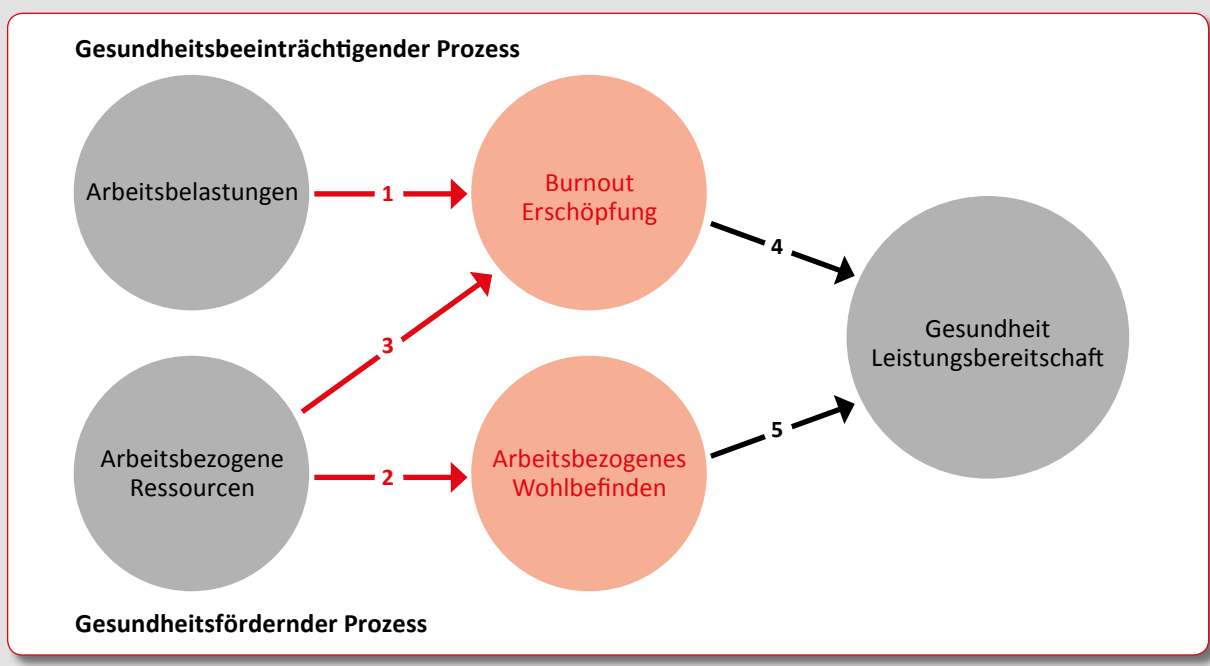 Gesundheitsbeeinträchtigender Prozess
Arbeitsbelastungen
1
Burnout
Erschöpfung
4
3
Gesundheit
Leistungsbereitschaft
Arbeitsbezogene
Ressourcen
2
Arbeitsbezogenes
Wohlbefinden
5
Gesundheitsfördernder Prozess